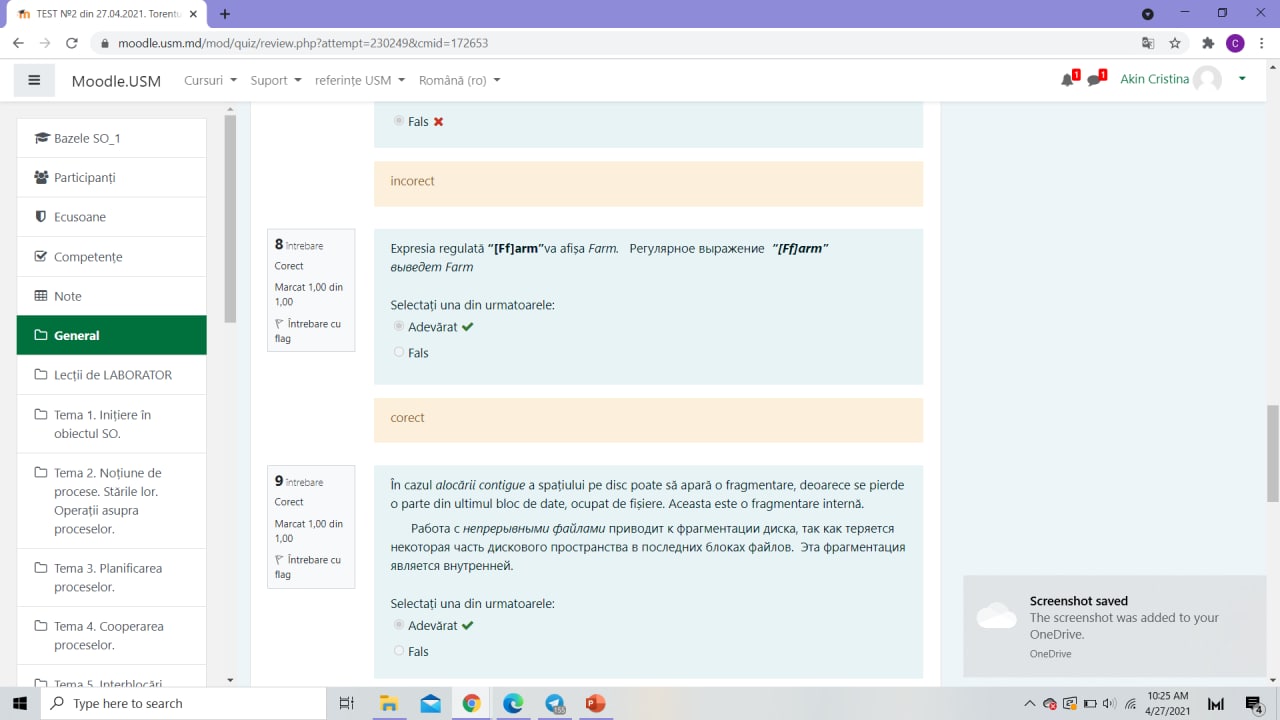 TEST №2 din 27.04.2021. Torentu
moodle.usm.md/mod/quiz/review.php?attempt=230249&cmid=172653
C
Moodle.USM Cursuri Suport referințe USM Română (ro)
1 1 Akin Cristina
Bazele SO_1
Participanți
Ecusoane
Competențe
Note
General
Lecții de LABORATOR
Tema 1. Inițiere în
obiectul SO.
Tema 2. Noțiune de
procese. Stările lor.
Operații asupra
proceselor.
Tema 3. Planificarea
proceselor.
Tema 4. Cooperarea
proceselor.
Tema 5. Interblocări
Fals
incorect
8 Întrebare
Corect
Marcat 1,00 din
1,00
Întrebare cu
flag
Expresia regulată “[Ff]arm”va afișa Farm. Регулярное выражение “[Ff]arm”
выведет Farm
Selectați una din urmatoarele:
Adevărat
Fals
corect
9 Întrebare
Corect
Marcat 1,00 din
1,00
Întrebare cu
flag
În cazul alocării contigue a spațiului pe disc poate să apară o fragmentare, deoarece se pierde
o parte din ultimul bloc de date, ocupat de fișiere. Aceasta este o fragmentare internă.
Работа с непрерывными файлами приводит к фрагментации диска, так как теряется
некоторая часть дискового пространства в последних блоках файлов. Эта фрагментация
является внутренней.
Selectați una din urmatoarele:
Adevărat
Fals
Screenshot saved
The screenshot was added to your
OneDrive.
OneDrive
Type here to search
10:25 AM
4/27/2021
4